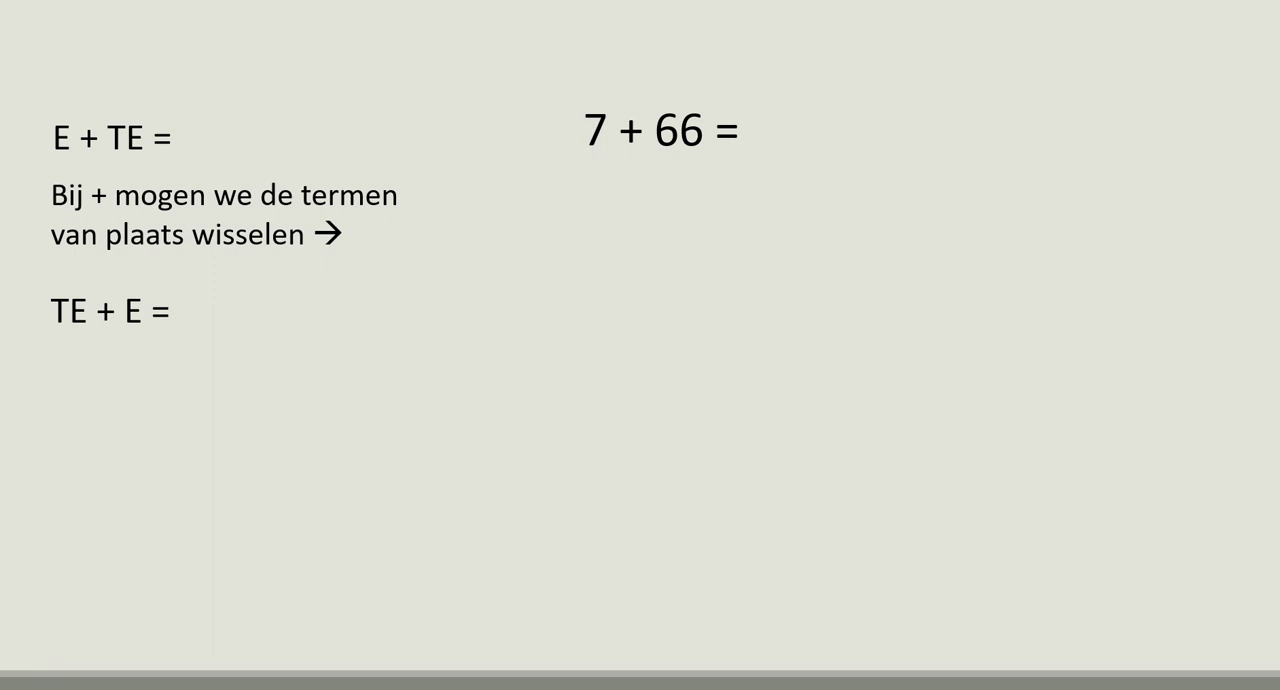 E + TE =
7 + 66 =
Bij + mogen we de termen
van plaats wisselen →
TE + E =